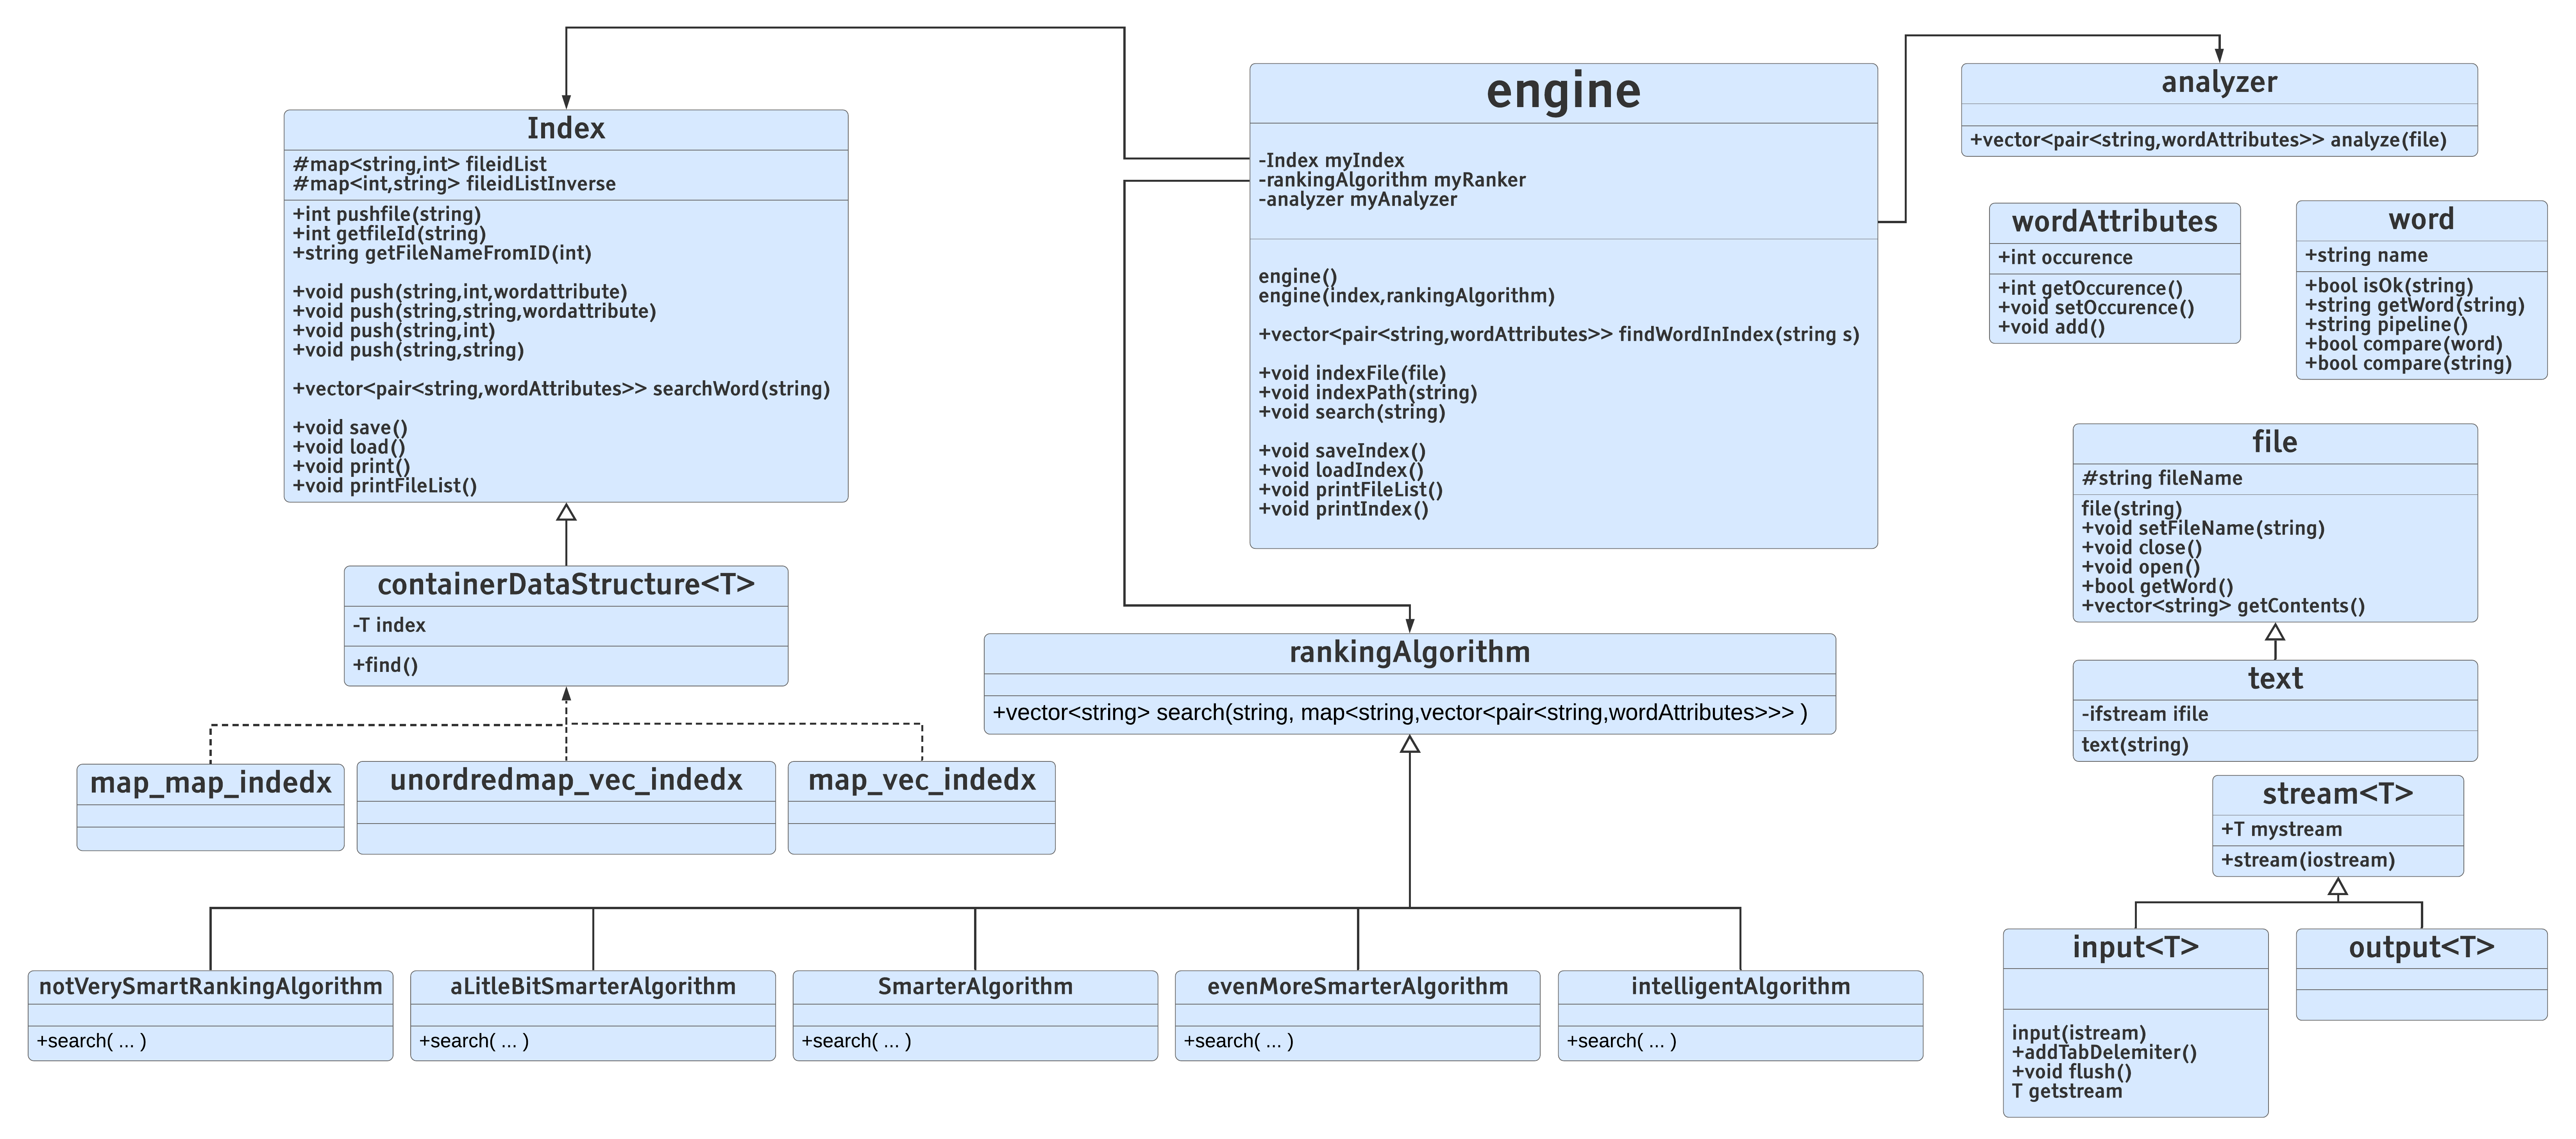 Index
#map<string,int> fileidList
#map<int,string> fileidListInverse
+int pushfile(string)
+int getfileId(string)
+string getFileNameFromID(int)
+void push(string,int,wordattribute)
+void push(string,string,wordattribute)
+void push(string,int)
+void push(string,string)
+vector<pair<string,wordAttributes>> searchWord(string)
+void save()
+void load()
+void print()
+void printFileList()
engine
-Index myIndex
-rankingAlgorithm myRanker
-analyzer myAnalyzer
engine()
engine(index,rankingAlgorithm)
+vector<pair<string,wordAttributes>> findWordInIndex(string s)
+void indexFile(file)
+void indexPath(string)
+void search(string)
+void saveIndex()
+void loadIndex()
+void printFileList()
+void printIndex()
analyzer
+vector<pair<string,wordAttributes>> analyze(file)
wordAttributes
+int occurence
+int getOccurence()
+void setOccurence()
+void add()
word
+string name
+bool isOk(string)
+string getWord(string)
+string pipeline()
+bool compare(word)
+bool compare(string)
file
#string fileName
file(string)
+void setFileName(string)
+void close()
+void open()
+bool getWord()
+vector<string> getContents()
containerDataStructure<T>
-T index
+find()
rankingAlgorithm
+vector<string> search(string, map<string,vector<pair<string,wordAttributes>>> )
text
-ifstream ifile
text(string)
map_map_indedx
unordredmap_vec_indedx
map_vec_indedx
stream<T>
+T mystream
+stream(iostream)
notVerySmartRankingAlgorithm
+search( ... )
aLitleBitSmarterAlgorithm
+search( ... )
SmarterAlgorithm
+search( ... )
evenMoreSmarterAlgorithm
+search( ... )
intelligentAlgorithm
+search( ... )
input<T>
input(istream)
+addTabDelemiter()
+void flush()
T getstream
output<T>